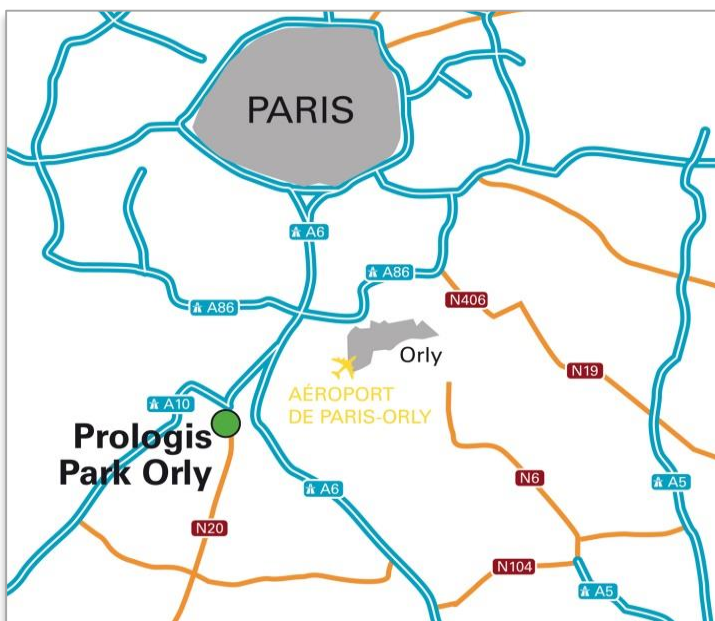 PARIS
A6
A86
A86
N406
Orly
N19
AÉROPORT
DE PARIS-ORLY
A10
Prologis
Park Orly
N6
A5
A6
N20
N104
A5